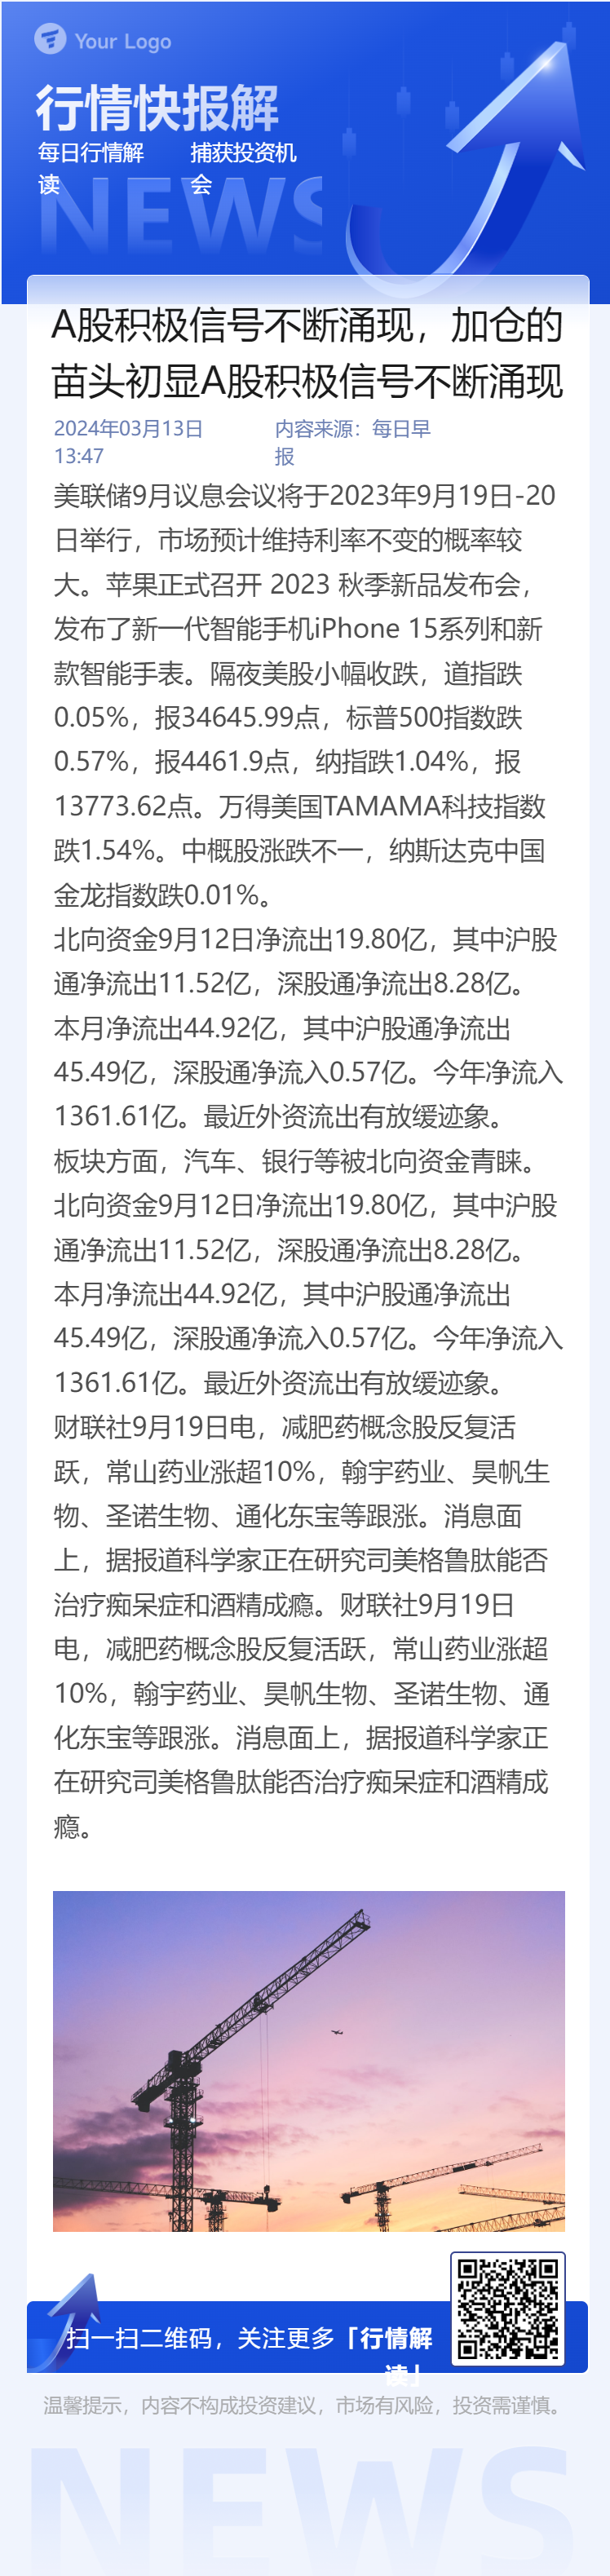 Your Logo
行情快报解
每日行情解
读
捕获投资机
会
NEWS
A股积极信号不断涌现，加仓的
苗头初显A股积极信号不断涌现
2024年03月13日
13:47
内容来源：每日早
报
美联储9月议息会议将于2023年9月19日-20
日举行，市场预计维持利率不变的概率较
大。苹果正式召开 2023 秋季新品发布会，
发布了新一代智能手机iPhone 15系列和新
款智能手表。隔夜美股小幅收跌，道指跌
0.05%，报34645.99点，标普500指数跌
0.57%，报4461.9点，纳指跌1.04%，报
13773.62点。万得美国TAMAMA科技指数
跌1.54%。中概股涨跌不一，纳斯达克中国
金龙指数跌0.01%。
北向资金9月12日净流出19.80亿，其中沪股
通净流出11.52亿，深股通净流出8.28亿。
本月净流出44.92亿，其中沪股通净流出
45.49亿，深股通净流入0.57亿。今年净流入
1361.61亿。最近外资流出有放缓迹象。
板块方面，汽车、银行等被北向资金青睐。
北向资金9月12日净流出19.80亿，其中沪股
通净流出11.52亿，深股通净流出8.28亿。
本月净流出44.92亿，其中沪股通净流出
45.49亿，深股通净流入0.57亿。今年净流入
1361.61亿。最近外资流出有放缓迹象。
财联社9月19日电，减肥药概念股反复活
跃，常山药业涨超10%，翰宇药业、昊帆生
物、圣诺生物、通化东宝等跟涨。消息面
上，据报道科学家正在研究司美格鲁肽能否
治疗痴呆症和酒精成瘾。财联社9月19日
电，减肥药概念股反复活跃，常山药业涨超
10%，翰宇药业、昊帆生物、圣诺生物、通
化东宝等跟涨。消息面上，据报道科学家正
在研究司美格鲁肽能否治疗痴呆症和酒精成
瘾。
扫一扫二维码，关注更多「行情解
读」
温馨提示，内容不构成投资建议，市场有风险，投资需谨慎。
NEWS